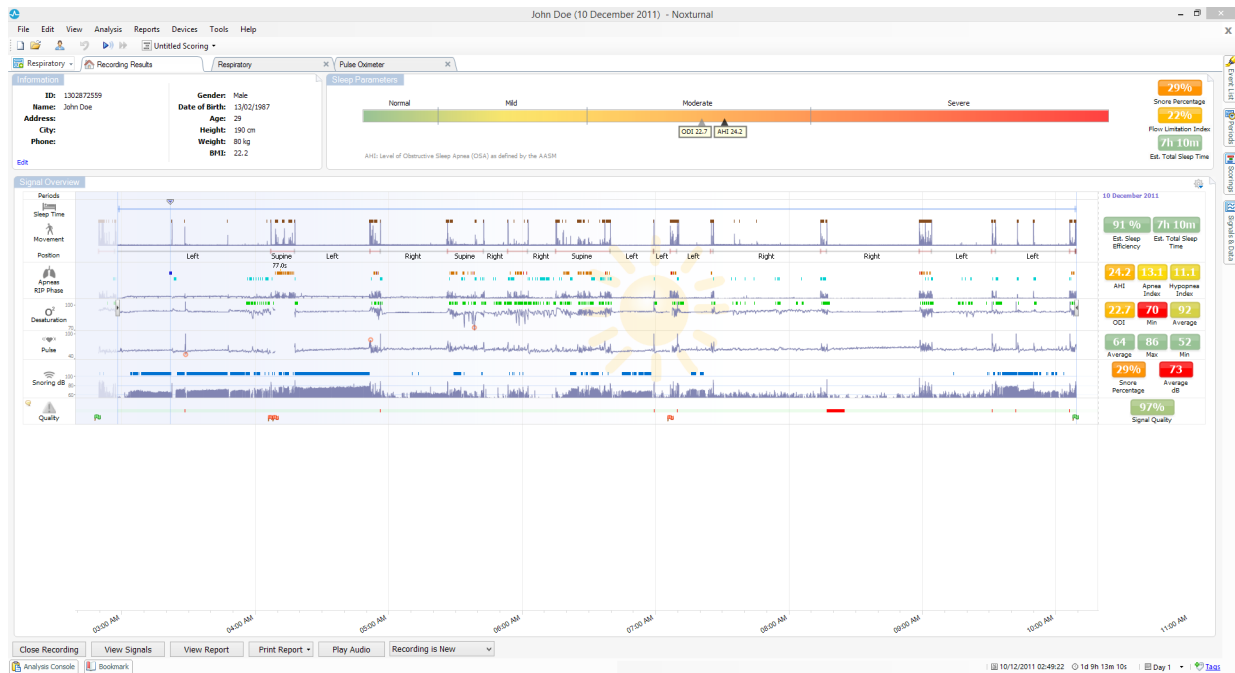 John Doe (10 December 2011) - Noxturnal
File Edit View Analysis Reports Devices Tools Help
Untitled Scoring
Respiratory Recording Results Respiratory Pulse Oximeter
Information
ID: 1302872559
Name: John Doe
Address:
City:
Phone:
Edit
Gender: Male
Date of Birth: 13/02/1987
Age: 29
Height: 190 cm
Weight: 80 kg
BMI: 22.2
Sleep Parameters
Normal Mild Moderate Severe
ODI 22.7 AHI 24.2
AHI: Level of Obstructive Sleep Apnea (OSA) as defined by the AASM
29%
Snore Percentage
22%
Flow Limitation Index
7h 10m
Est. Total Sleep Time
Event List
Periods
Scorings
Signals & Data
Signal Overview
Periods
Sleep Time
Movement
Position
Left Supine Left Right Supine Right Right Supine Left Left Left Right Right Left Left
77.0s
Apneas
RIP Phase
100
O²
Desaturation
70
100
Pulse
40
100
Snoring dB
80
60
Quality
10 December 2011
91 % 7h 10m
Est. Sleep Efficiency Est. Total Sleep Time
24.2 13.1 11.1
AHI Apnea Index Hypopnea Index
22.7 70 92
ODI Min Average
64 86 52
Average Max Min
29% 73
Snore Percentage Average dB
97%
Signal Quality
03:00 AM 04:00 AM 05:00 AM 06:00 AM 07:00 AM 08:00 AM 09:00 AM 10:00 AM 11:00 AM
Close Recording View Signals View Report Print Report Play Audio Recording is New
Analysis Console Bookmark
10/12/2011 02:49:22 1d 9h 13m 10s Day 1 Tags